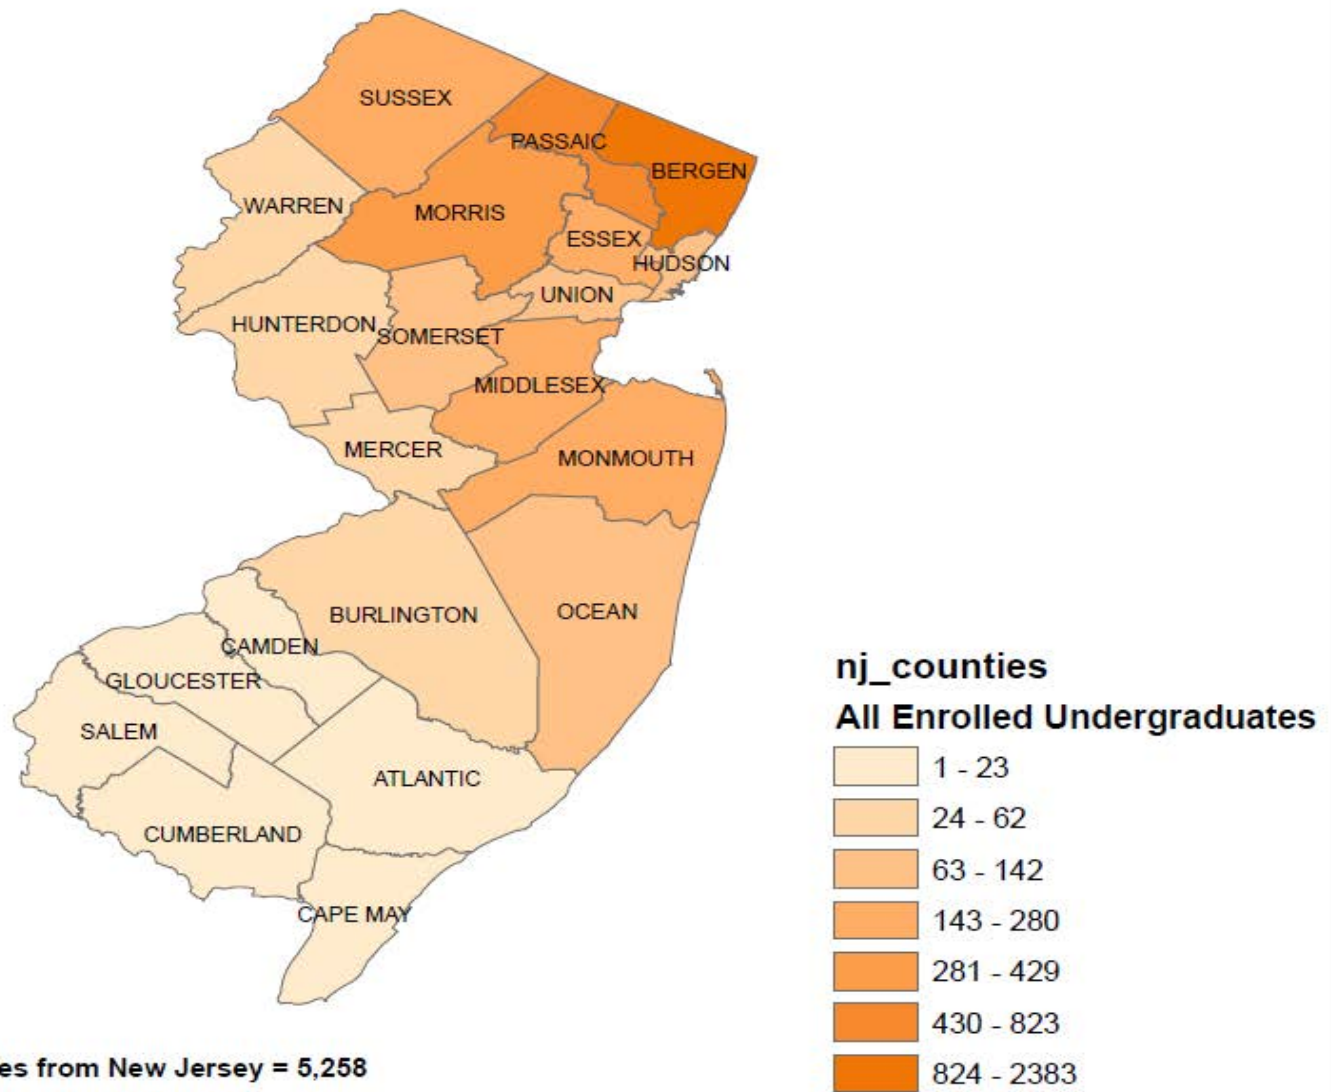 SUSSEX
PASSAIC
BERGEN
WARREN
MORRIS
ESSEX
HUDSON
UNION
HUNTERDON
SOMERSET
MIDDLESEX
MERCER
MONMOUTH
BURLINGTON
OCEAN
CAMDEN
GLOUCESTER
SALEM
ATLANTIC
CUMBERLAND
CAPE MAY
nj_counties
All Enrolled Undergraduates
1 - 23
24 - 62
63 - 142
143 - 280
281 - 429
430 - 823
824 - 2383
es from New Jersey = 5,258